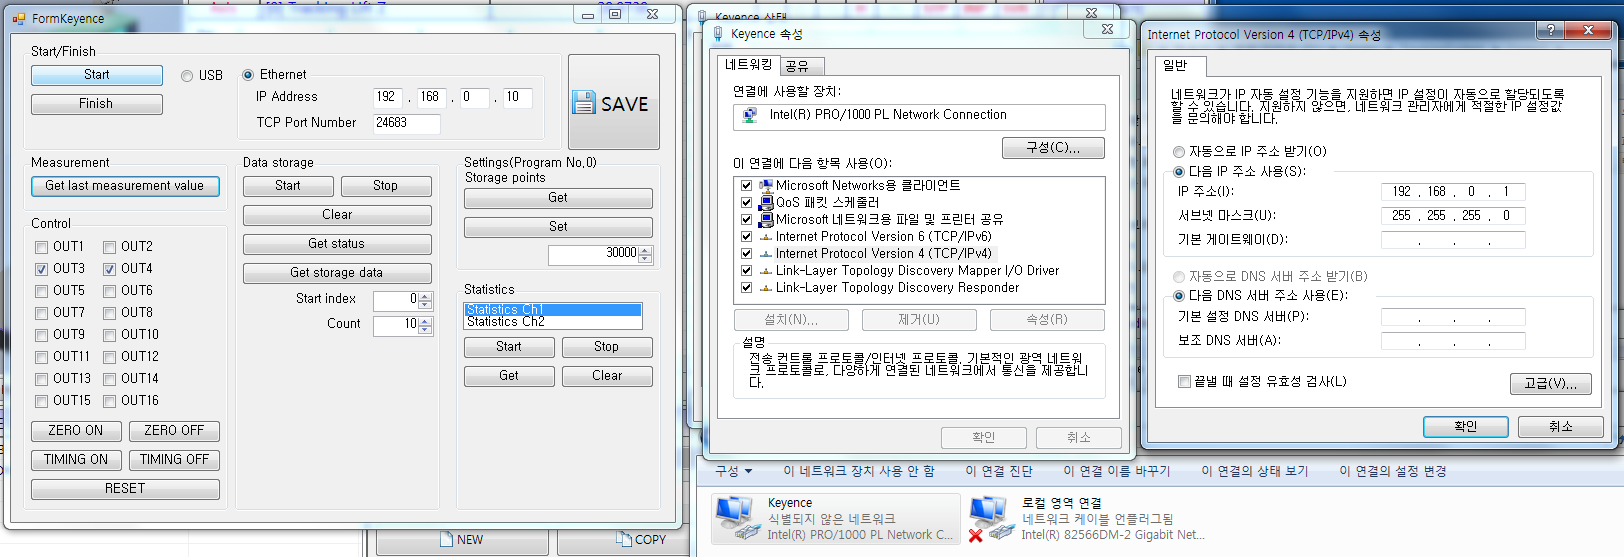 FormKeyence
Start/Finish
Start
Finish
USB
Ethernet
IP Address
192 . 168 . 0 . 10
TCP Port Number
24683
SAVE
Measurement
Get last measurement value
Control
OUT1 OUT2
OUT3 OUT4
OUT5 OUT6
OUT7 OUT8
OUT9 OUT10
OUT11 OUT12
OUT13 OUT14
OUT15 OUT16
ZERO ON ZERO OFF
TIMING ON TIMING OFF
RESET
Data storage
Start Stop
Clear
Get status
Get storage data
Start index 0
Count 10
Settings(Program No,0)
Storage points
Get
Set
30000
Statistics
Statistics Ch1
Statistics Ch2
Start Stop
Get Clear
NEW COPY
Keyence 상태
Keyence 속성
네트워킹 공유
연결에 사용할 장치:
Intel(R) PRO/1000 PL Network Connection
구성(C)...
이 연결에 다음 항목 사용(O):
Microsoft Networks용 클라이언트
QoS 패킷 스케줄러
Microsoft 네트워크용 파일 및 프린터 공유
Internet Protocol Version 6 (TCP/IPv6)
Internet Protocol Version 4 (TCP/IPv4)
Link-Layer Topology Discovery Mapper I/O Driver
Link-Layer Topology Discovery Responder
설치(N)... 제거(U) 속성(R)
설명
전송 컨트롤 프로토콜/인터넷 프로토콜. 기본적인 광역 네트워
크 프로토콜로, 다양하게 연결된 네트워크에서 통신을 제공합니
다.
확인 취소
Internet Protocol Version 4 (TCP/IPv4) 속성
일반
네트워크가 IP 자동 설정 기능을 지원하면 IP 설정이 자동으로 할당되도록
할 수 있습니다. 지원하지 않으면, 네트워크 관리자에게 적절한 IP 설정값
을 문의해야 합니다.
자동으로 IP 주소 받기(O)
다음 IP 주소 사용(S):
IP 주소(I): 192 . 168 . 0 . 1
서브넷 마스크(U): 255 . 255 . 255 . 0
기본 게이트웨이(D): . . .
자동으로 DNS 서버 주소 받기(B)
다음 DNS 서버 주소 사용(E):
기본 설정 DNS 서버(P): . . .
보조 DNS 서버(A): . . .
끝낼 때 설정 유효성 검사(L)
고급(V)...
확인 취소
구성 이 네트워크 장치 사용 안 함 이 연결 진단 이 연결 이름 바꾸기 이 연결의 상태 보기 이 연결의 설정 변경
Keyence
식별되지 않은 네트워크
Intel(R) PRO/1000 PL Network C...
로컬 영역 연결
네트워크 케이블 언플러그됨
Intel(R) 82566DM-2 Gigabit Net...